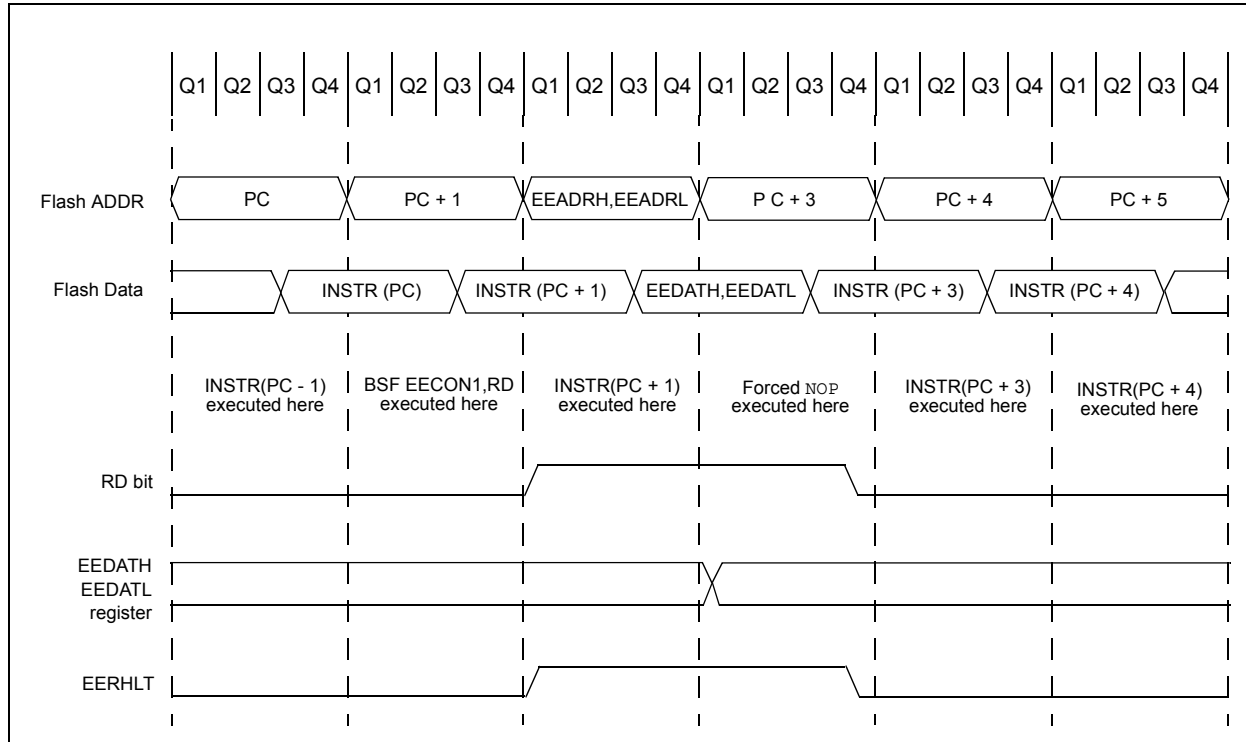 Q1 Q2 Q3 Q4 Q1 Q2 Q3 Q4 Q1 Q2 Q3 Q4 Q1 Q2 Q3 Q4 Q1 Q2 Q3 Q4 Q1 Q2 Q3 Q4
Flash ADDR PC PC + 1 EEADRH,EEADRL P C + 3 PC + 4 PC + 5
Flash Data INSTR (PC) INSTR (PC + 1) EEDATH,EEDATL INSTR (PC + 3) INSTR (PC + 4)
INSTR(PC - 1)
executed here
BSF EECON1,RD
executed here
INSTR(PC + 1)
executed here
Forced NOP
executed here
INSTR(PC + 3)
executed here
INSTR(PC + 4)
executed here
RD bit
EEDATH
EEDATL
register
EERHLT